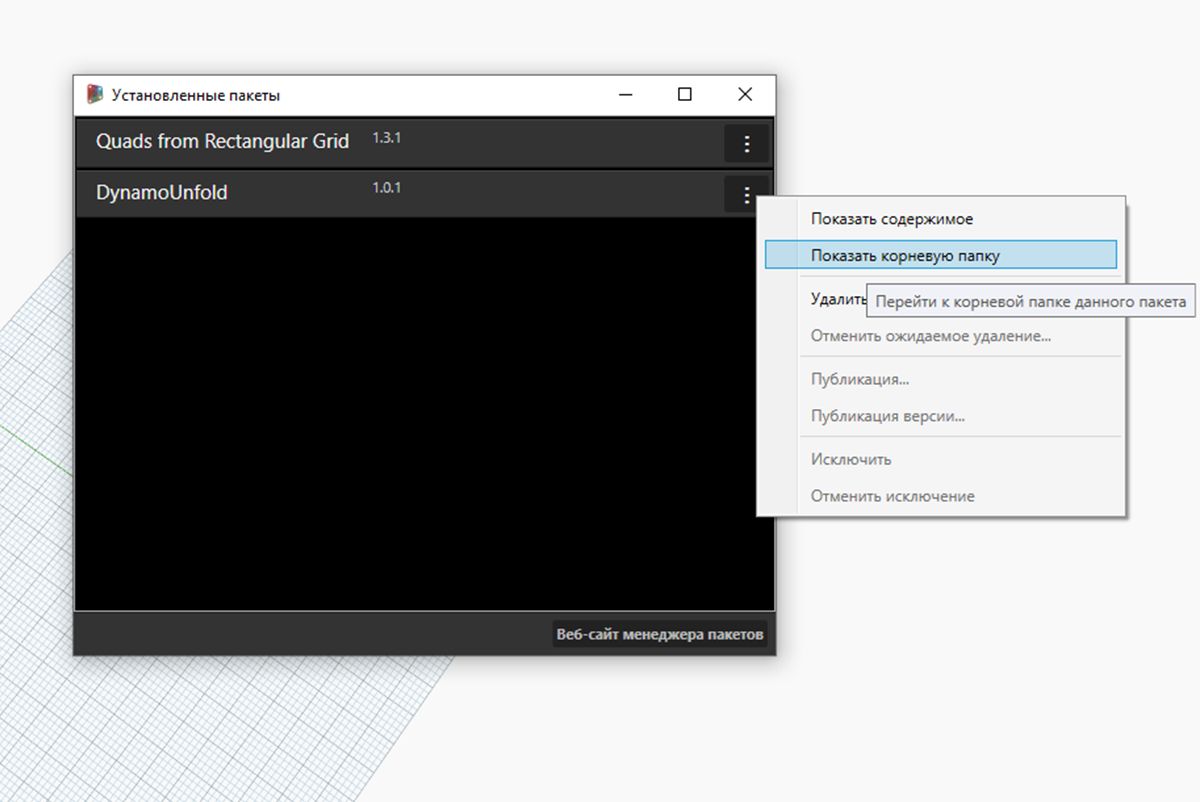 Установленные пакеты
Quads from Rectangular Grid 1.3.1
DynamoUnfold 1.0.1
Показать содержимое
Показать корневую папку
Удалить
Перейти к корневой папке данного пакета
Отменить ожидаемое удаление...
Публикация...
Публикация версии...
Исключить
Отменить исключение
Веб-сайт менеджера пакетов